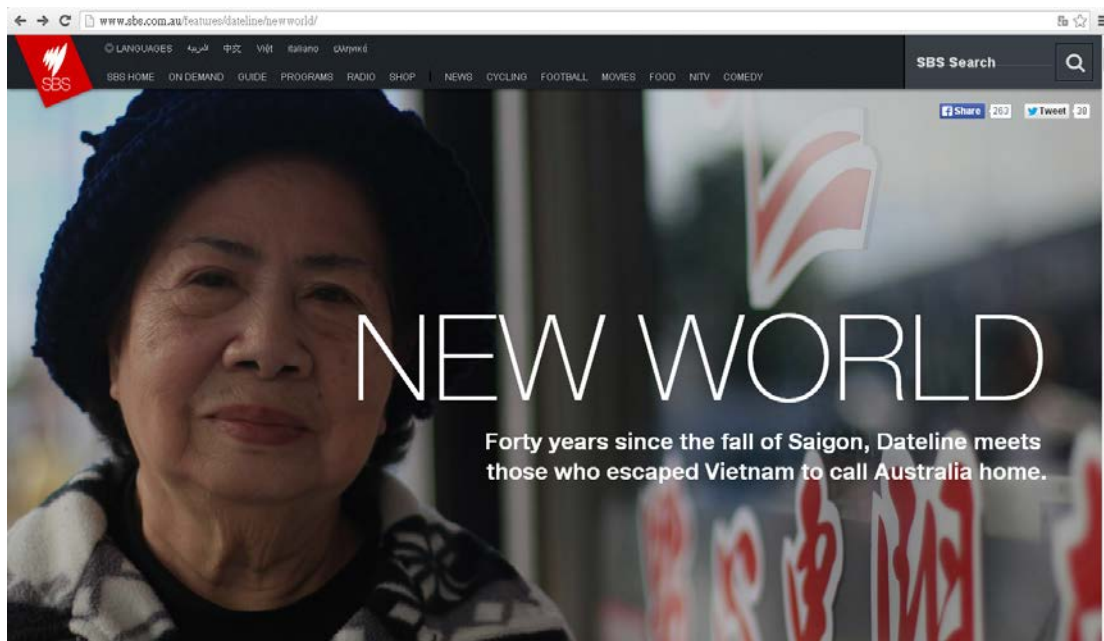 www.sbs.com.au/features/dateline/newworld/
LANGUAGES العربية 中文 Việt Italiano ελληνικά
SBS HOME ON DEMAND GUIDE PROGRAMS RADIO SHOP NEWS CYCLING FOOTBALL MOVIES FOOD NITV COMEDY
SBS
SBS Search
Share 263 Tweet 38
NEW WORLD
Forty years since the fall of Saigon, Dateline meets
those who escaped Vietnam to call Australia home.